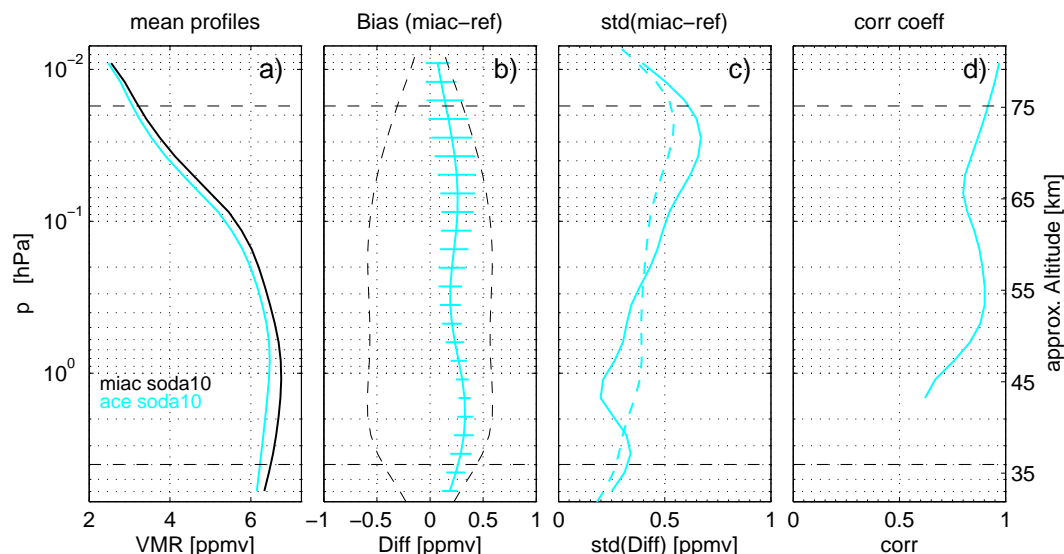 mean profiles
Bias (miac−ref)
std(miac−ref)
corr coeff
a)
b)
c)
d)
p [hPa]
10⁻²
10⁻¹
10⁰
miac soda10
ace soda10
75
65
55
45
35
approx. Altitude [km]
2 4 6
−1 −0.5 0 0.5 1
0 0.5 1
0 0.5 1
VMR [ppmv]
Diff [ppmv]
std(Diff) [ppmv]
corr